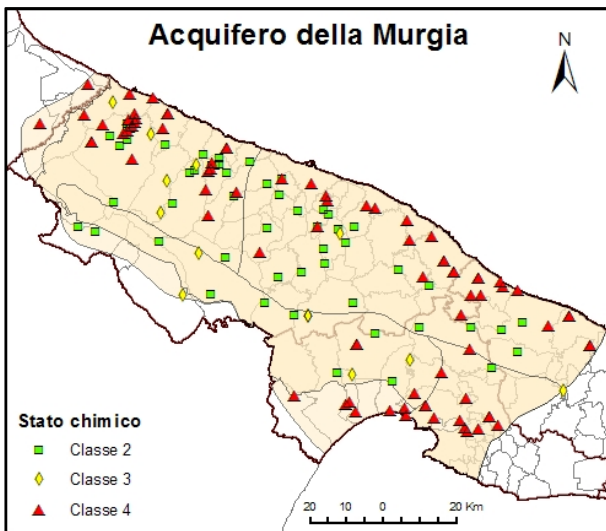 Acquifero della Murgia
N
Stato chimico
Classe 2
Classe 3
Classe 4
20 10 0 20 Km